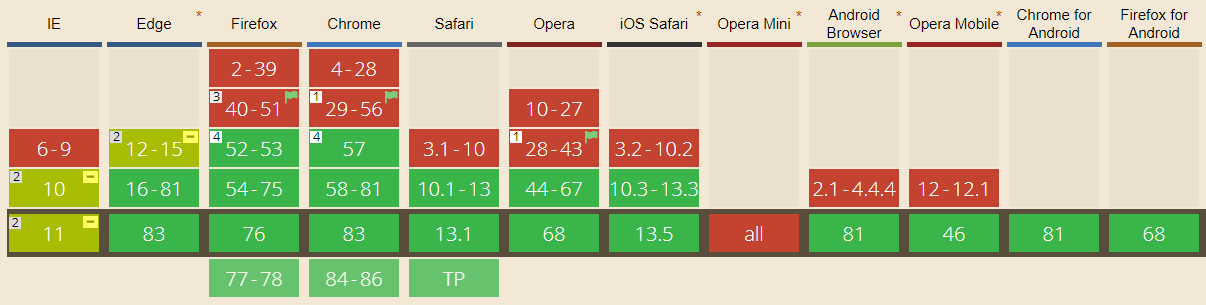 IE Edge * Firefox Chrome Safari Opera iOS Safari * Opera Mini * Android Browser * Opera Mobile * Chrome for Android Firefox for Android
2-39 4-28
3 40-51 1 29-56 10-27
6-9 2 12-15 4 52-53 4 57 3.1-10 1 28-43 3.2-10.2
2 10 16-81 54-75 58-81 10.1-13 44-67 10.3-13.3 2.1-4.4.4 12-12.1
2 11 83 76 83 13.1 68 13.5 all 81 46 81 68
77-78 84-86 TP